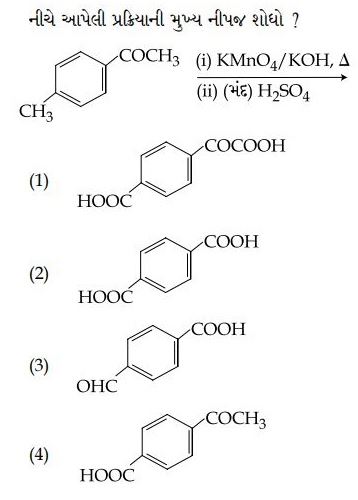 નીચે આપેલી પ્રક્રિયાની મુખ્ય નીપજ શોધો ?
COCH₃ (i) KMnO₄/KOH, Δ
(ii) (મંદ) H₂SO₄
CH₃
COCOOH
(1)
HOOC
COOH
(2)
HOOC
COOH
(3)
OHC
COCH₃
(4)
HOOC